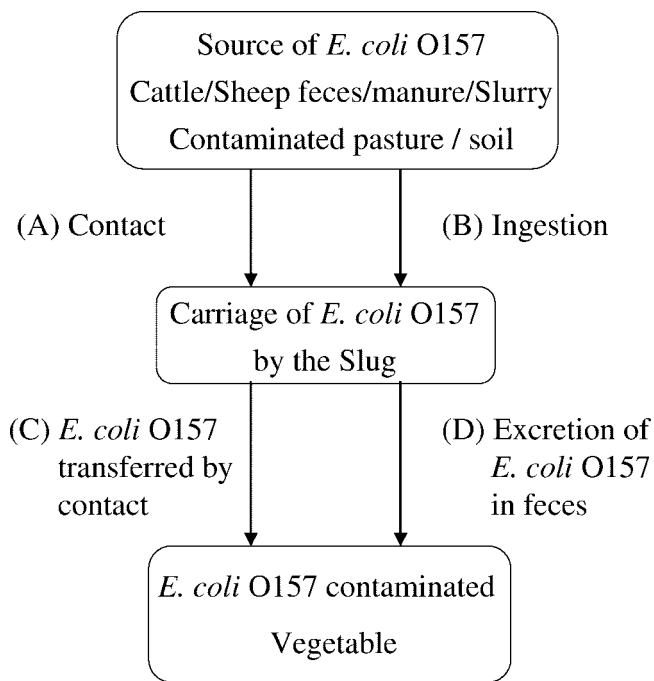 Source of E. coli O157
Cattle/Sheep feces/manure/Slurry
Contaminated pasture / soil
(A) Contact
(B) Ingestion
Carriage of E. coli O157
by the Slug
(C) E. coli O157
transferred by
contact
(D) Excretion of
E. coli O157
in feces
E. coli O157 contaminated
Vegetable